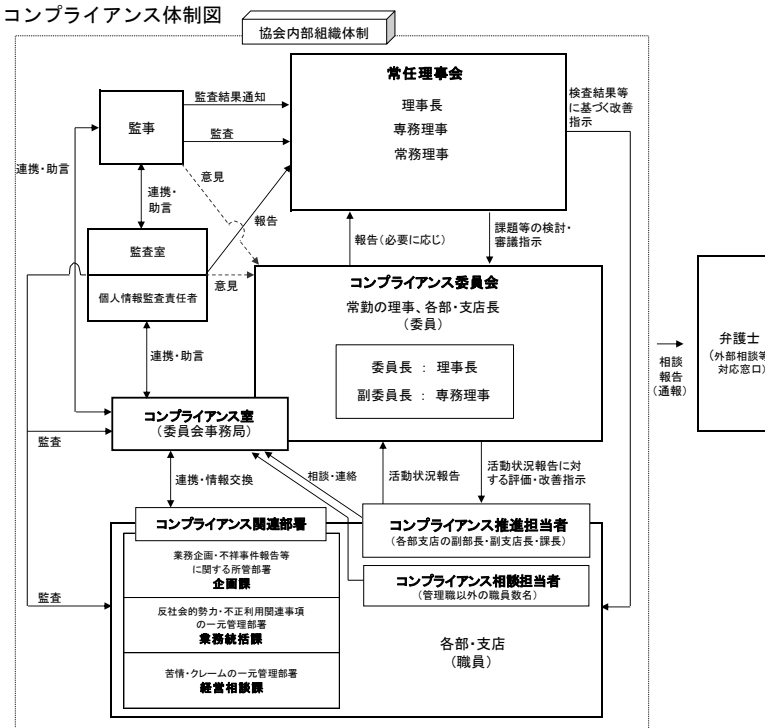 コンプライアンス体制図
協会内部組織体制
常任理事会
理事長
専務理事
常務理事
監査結果通知
監査
監事
検査結果等
に基づく改善
指示
連携・助言
意見
連携・
助言
報告
報告(必要に応じ)
課題等の検討・
審議指示
監査室
個人情報監査責任者
意見
コンプライアンス委員会
常勤の理事、各部・支店長
(委員)
委員長 : 理事長
副委員長 : 専務理事
弁護士
(外部相談等
対応窓口)
相談
報告
(通報)
連携・助言
コンプライアンス室
(委員会事務局)
監査
連携・情報交換
相談・連絡
活動状況報告
活動状況報告に対
する評価・改善指示
コンプライアンス関連部署
業務企画・不祥事件報告等
に関する所管部署
企画課
反社会的勢力・不正利用関連事項
の一元管理部署
業務統括課
苦情・クレームの一元管理部署
経営相談課
コンプライアンス推進担当者
(各部支店の副部長・副支店長・課長)
コンプライアンス相談担当者
(管理職以外の職員数名)
監査
各部・支店
(職員)